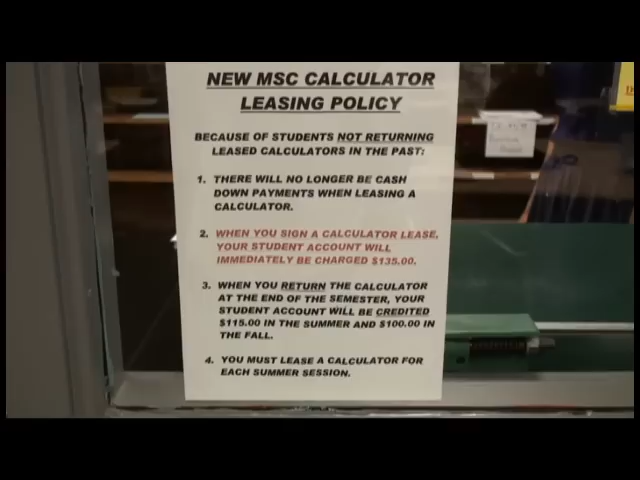 NEW MSC CALCULATOR
LEASING POLICY
BECAUSE OF STUDENTS NOT RETURNING
LEASED CALCULATORS IN THE PAST:
1. THERE WILL NO LONGER BE CASH
DOWN PAYMENTS WHEN LEASING A
CALCULATOR.
2. WHEN YOU SIGN A CALCULATOR LEASE,
YOUR STUDENT ACCOUNT WILL
IMMEDIATELY BE CHARGED $135.00.
3. WHEN YOU RETURN THE CALCULATOR
AT THE END OF THE SEMESTER, YOUR
STUDENT ACCOUNT WILL BE CREDITED
$115.00 IN THE SUMMER AND $100.00 IN
THE FALL.
4. YOU MUST LEASE A CALCULATOR FOR
EACH SUMMER SESSION.